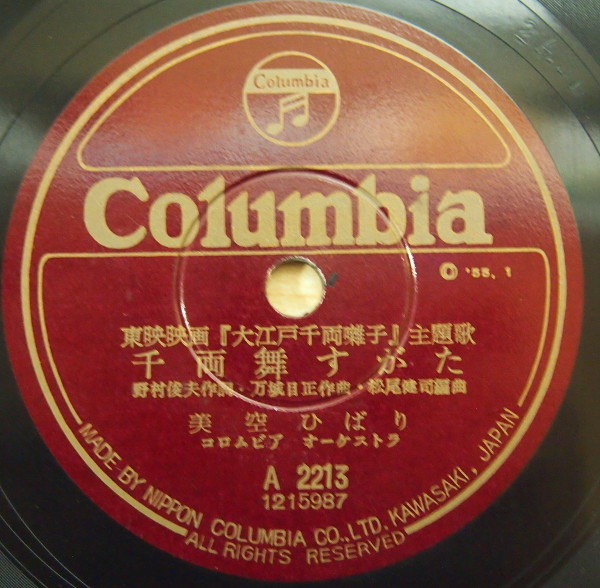 Columbia
Columbia
© '55. 1
東映映画『大江戸千両囃子』主題歌
千両舞すがた
野村俊夫作詞・万城目正作曲・松尾健司編曲
美空ひばり
コロムビア オーケストラ
A 2213
1215987
MADE BY NIPPON COLUMBIA CO., LTD. KAWASAKI, JAPAN
ALL RIGHTS RESERVED